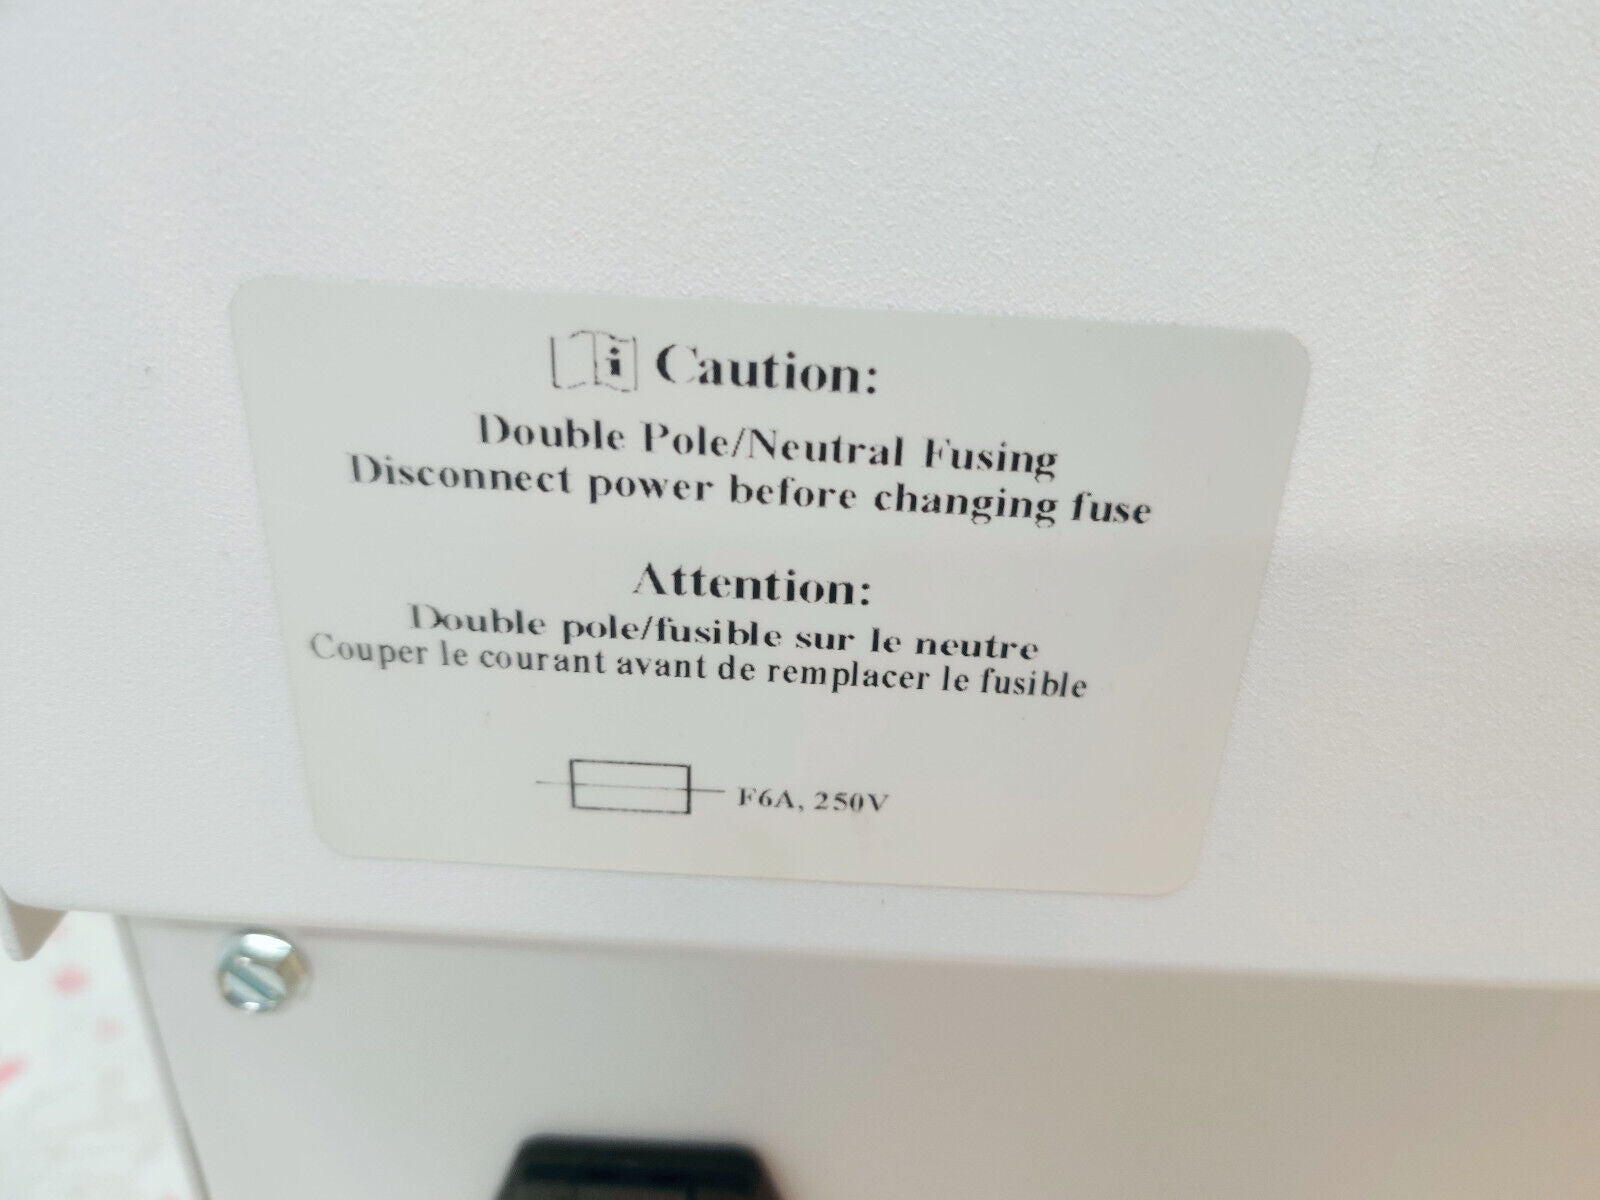 i Caution:
Double Pole/Neutral Fusing
Disconnect power before changing fuse
Attention:
Double pole/fusible sur le neutre
Couper le courant avant de remplacer le fusible
F6A, 250V